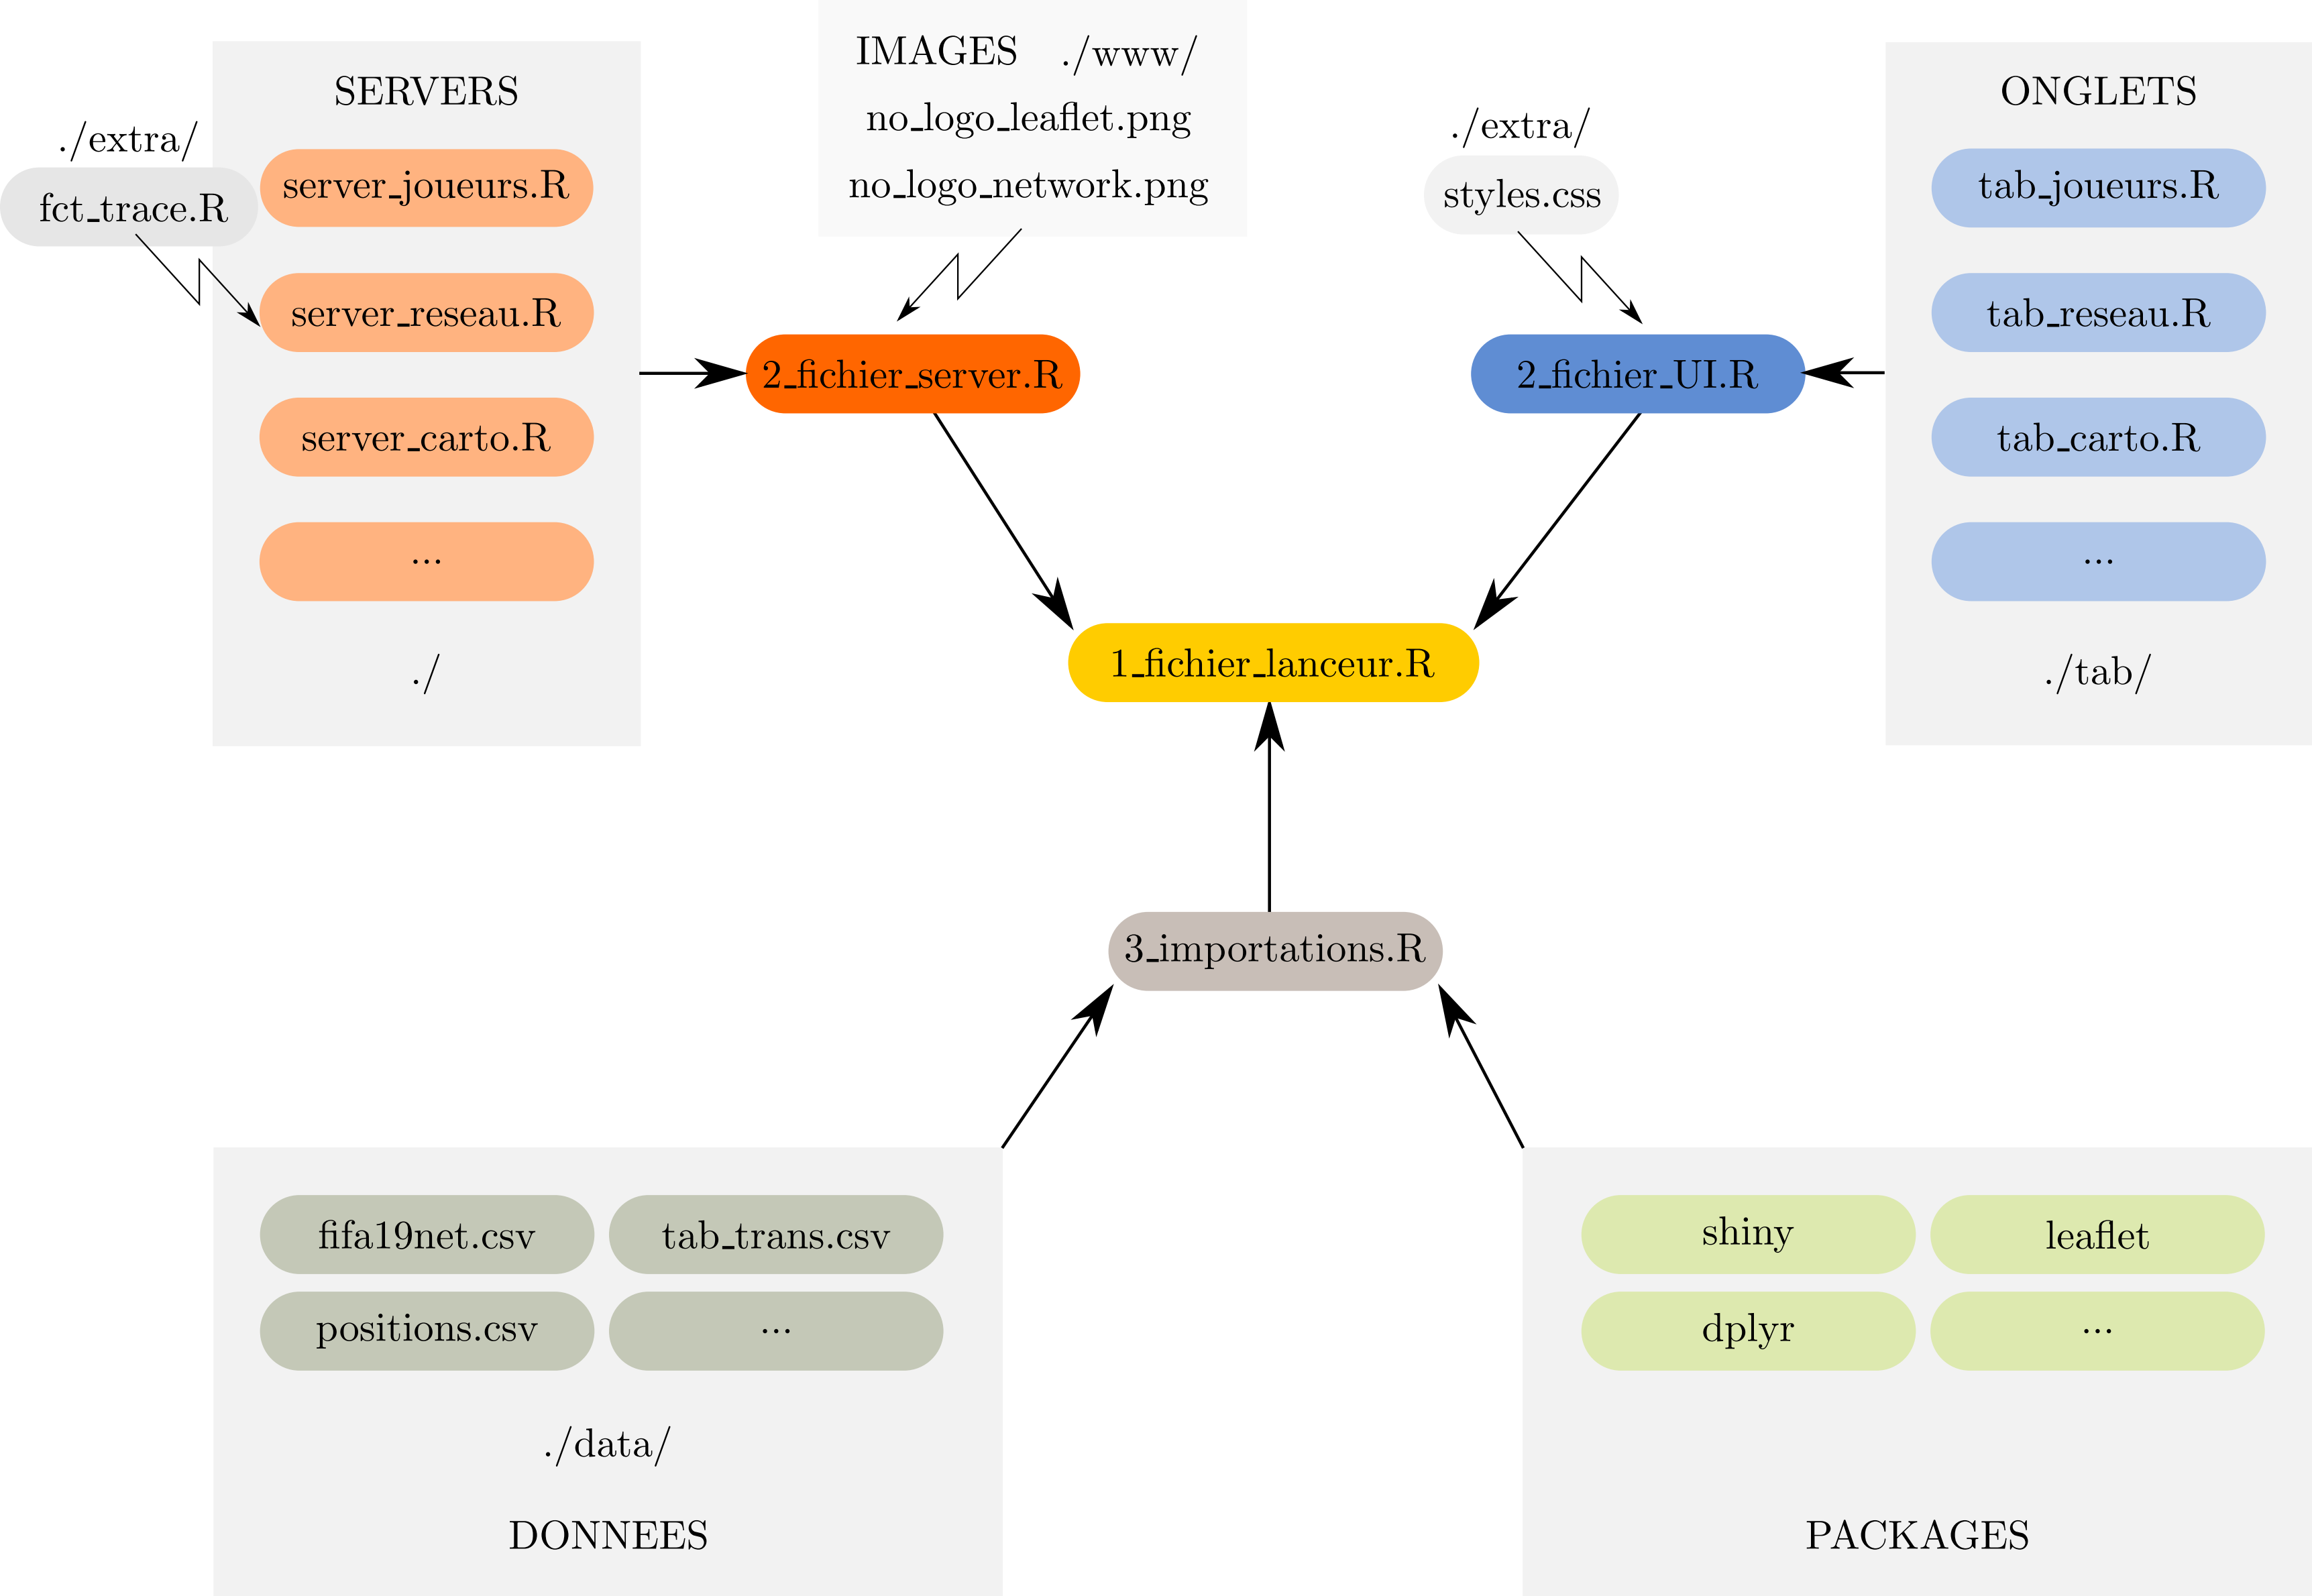 SERVERS
./extra/
fct_trace.R
server_joueurs.R
server_reseau.R
server_carto.R
...
./
IMAGES ./www/
no_logo_leaflet.png
no_logo_network.png
2_fichier_server.R
./extra/
styles.css
2_fichier_UI.R
ONGLETS
tab_joueurs.R
tab_reseau.R
tab_carto.R
...
./tab/
1_fichier_lanceur.R
3_importations.R
fifa19net.csv
tab_trans.csv
positions.csv
...
./data/
DONNEES
shiny
leaflet
dplyr
...
PACKAGES